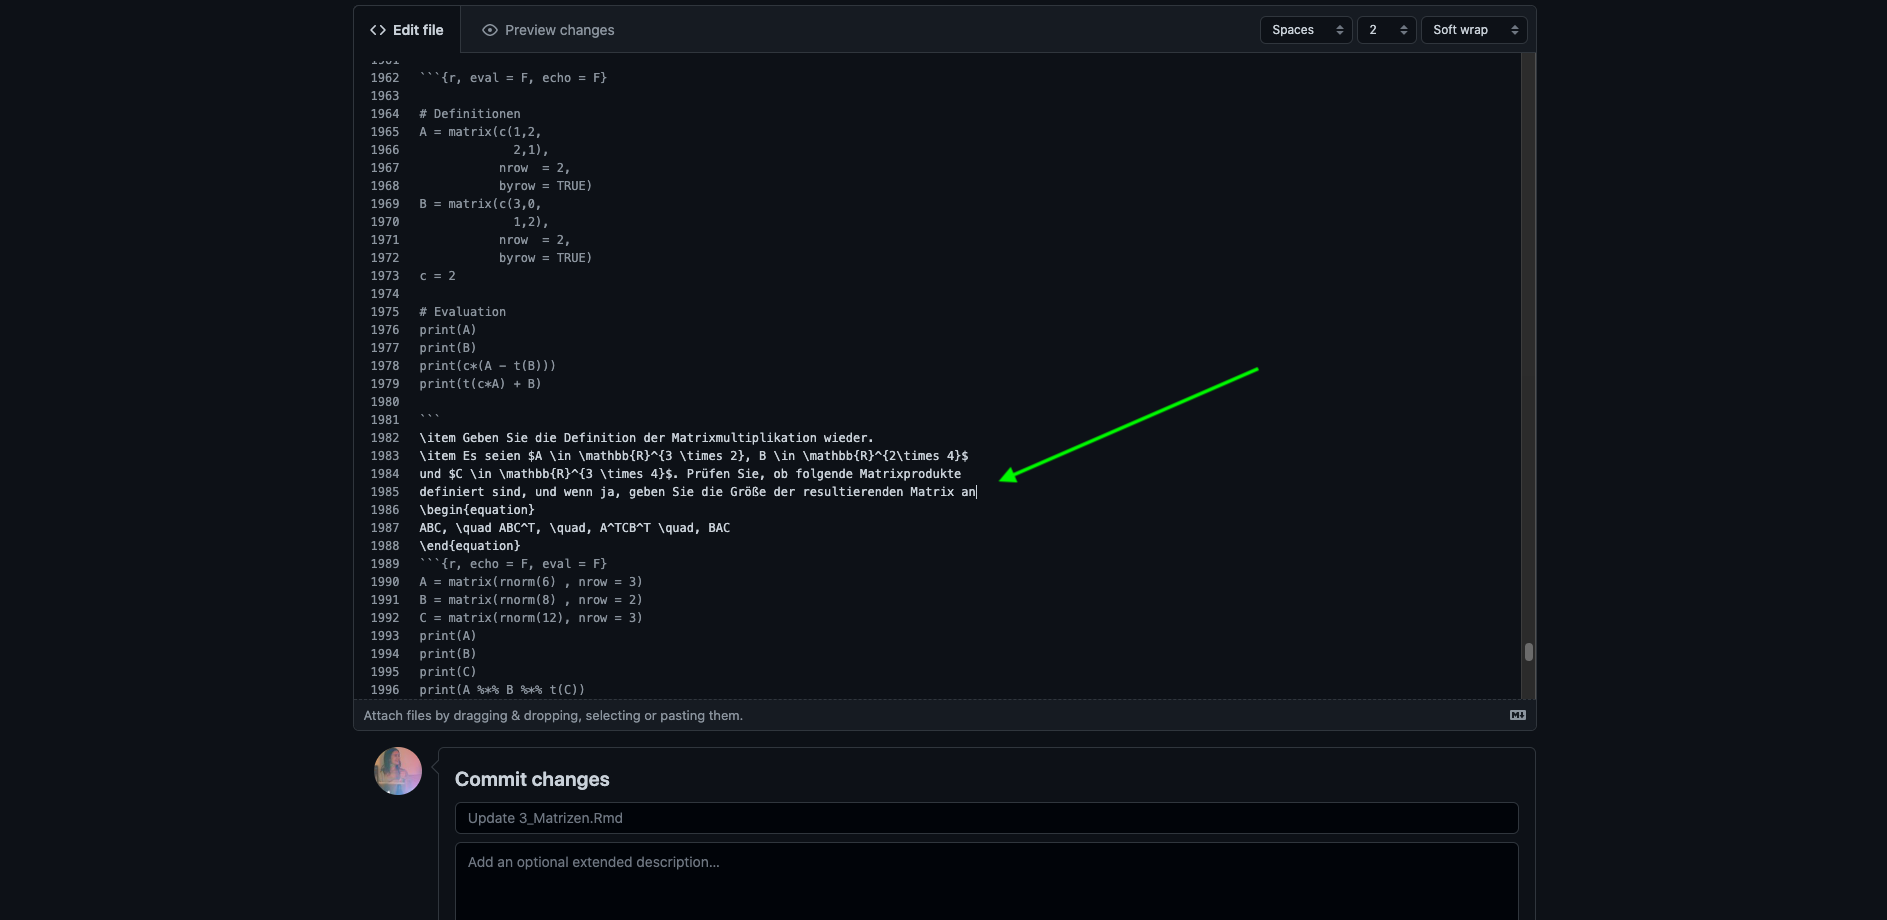 Edit file
Preview changes
Spaces
2
Soft wrap
1961
1962 ```{r, eval = F, echo = F}
1963
1964 # Definitionen
1965 A = matrix(c(1,2,
1966              2,1),
1967            nrow  = 2,
1968            byrow = TRUE)
1969 B = matrix(c(3,0,
1970              1,2),
1971            nrow  = 2,
1972            byrow = TRUE)
1973 c = 2
1974
1975 # Evaluation
1976 print(A)
1977 print(B)
1978 print(c*(A - t(B)))
1979 print(t(c*A) + B)
1980
1981 ```
1982 \item Geben Sie die Definition der Matrixmultiplikation wieder.
1983 \item Es seien $A \in \mathbb{R}^{3 \times 2}, B \in \mathbb{R}^{2\times 4}$
1984 und $C \in \mathbb{R}^{3 \times 4}$. Prüfen Sie, ob folgende Matrixprodukte
1985 definiert sind, und wenn ja, geben Sie die Größe der resultierenden Matrix an
1986 \begin{equation}
1987 ABC, \quad ABC^T, \quad, A^TCB^T \quad, BAC
1988 \end{equation}
1989 ```{r, echo = F, eval = F}
1990 A = matrix(rnorm(6) , nrow = 3)
1991 B = matrix(rnorm(8) , nrow = 2)
1992 C = matrix(rnorm(12), nrow = 3)
1993 print(A)
1994 print(B)
1995 print(C)
1996 print(A %*% B %*% t(C))
Attach files by dragging & dropping, selecting or pasting them.
Commit changes
Update 3_Matrizen.Rmd
Add an optional extended description...